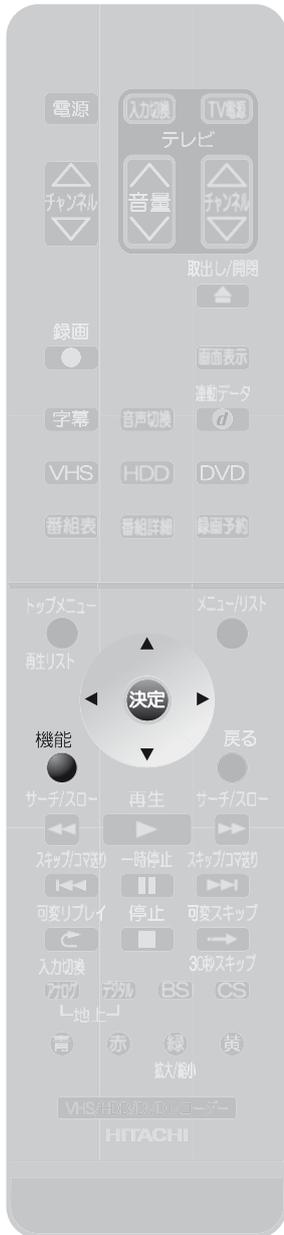 電源 入力切換 TV電源
テレビ
チャンネル 音量 チャンネル
取出し/開閉
録画
画面表示
連動データ
字幕 音声切換 d
VHS HDD DVD
番組表 番組詳細 録画予約
トップメニュー メニュー/リスト
再生リスト
決定
機能 戻る
サーチ/スロー 再生 サーチ/スロー
スキップ/コマ送り 一時停止 スキップ/コマ送り
可変リプレイ 停止 可変スキップ
入力切換 30秒スキップ
アナログ デジタル BS CS
地上
青 赤 緑 黄
拡大/縮小
VHS/HDD/DVDレコーダー
HITACHI